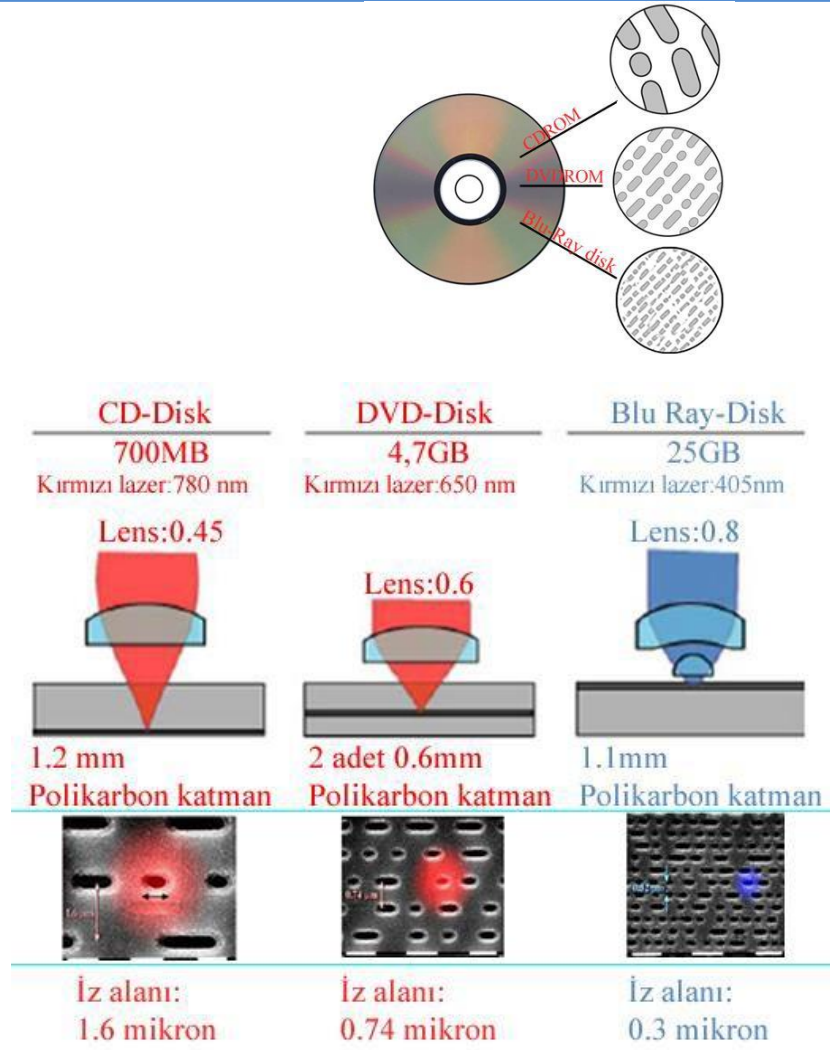 CDROM
DVDROM
Blu-Ray disk
CD-Disk
700MB
Kırmızı lazer:780 nm
Lens:0.45
1.2 mm
Polikarbon katman
İz alanı:
1.6 mikron
DVD-Disk
4,7GB
Kırmızı lazer:650 nm
Lens:0.6
2 adet 0.6mm
Polikarbon katman
İz alanı:
0.74 mikron
Blu Ray-Disk
25GB
Kırmızı lazer:405nm
Lens:0.8
1.1mm
Polikarbon katman
İz alanı:
0.3 mikron